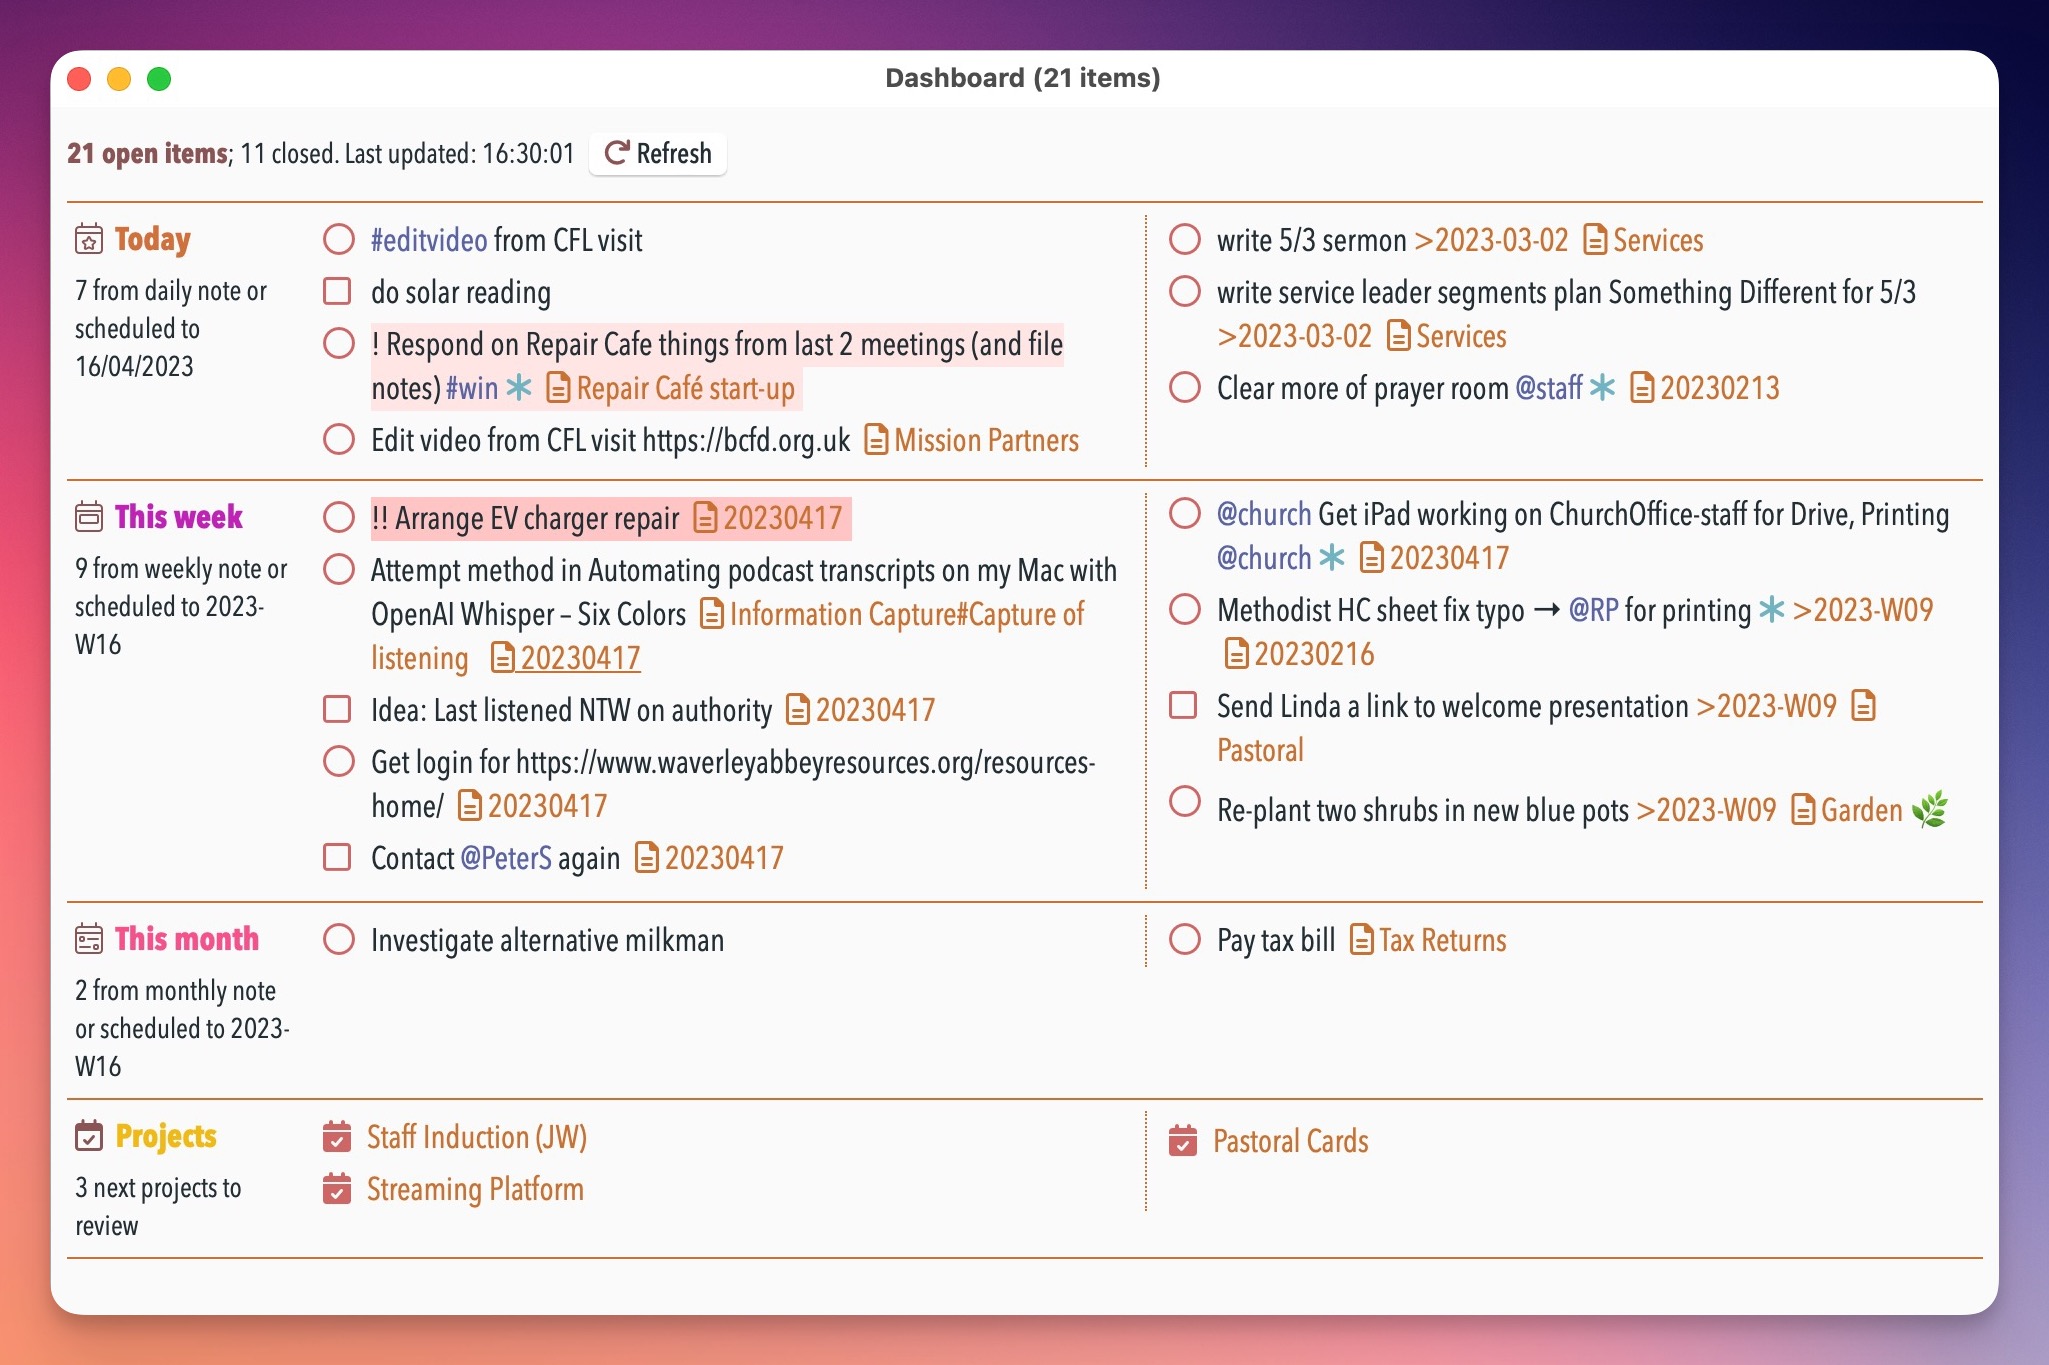 Dashboard (21 items)
21 open items; 11 closed. Last updated: 16:30:01 Refresh
Today
7 from daily note or
scheduled to
16/04/2023
#editvideo from CFL visit
do solar reading
! Respond on Repair Cafe things from last 2 meetings (and file
notes) #win Repair Café start-up
Edit video from CFL visit https://bcfd.org.uk Mission Partners
write 5/3 sermon >2023-03-02 Services
write service leader segments plan Something Different for 5/3
>2023-03-02 Services
Clear more of prayer room @staff 20230213
This week
9 from weekly note or
scheduled to 2023-
W16
!! Arrange EV charger repair 20230417
Attempt method in Automating podcast transcripts on my Mac with
OpenAI Whisper – Six Colors Information Capture#Capture of
listening 20230417
Idea: Last listened NTW on authority 20230417
Get login for https://www.waverleyabbeyresources.org/resources-
home/ 20230417
Contact @PeterS again 20230417
@church Get iPad working on ChurchOffice-staff for Drive, Printing
@church 20230417
Methodist HC sheet fix typo → @RP for printing >2023-W09
20230216
Send Linda a link to welcome presentation >2023-W09
Pastoral
Re-plant two shrubs in new blue pots >2023-W09 Garden 🌿
This month
2 from monthly note
or scheduled to 2023-
W16
Investigate alternative milkman
Pay tax bill Tax Returns
Projects
3 next projects to
review
Staff Induction (JW)
Streaming Platform
Pastoral Cards